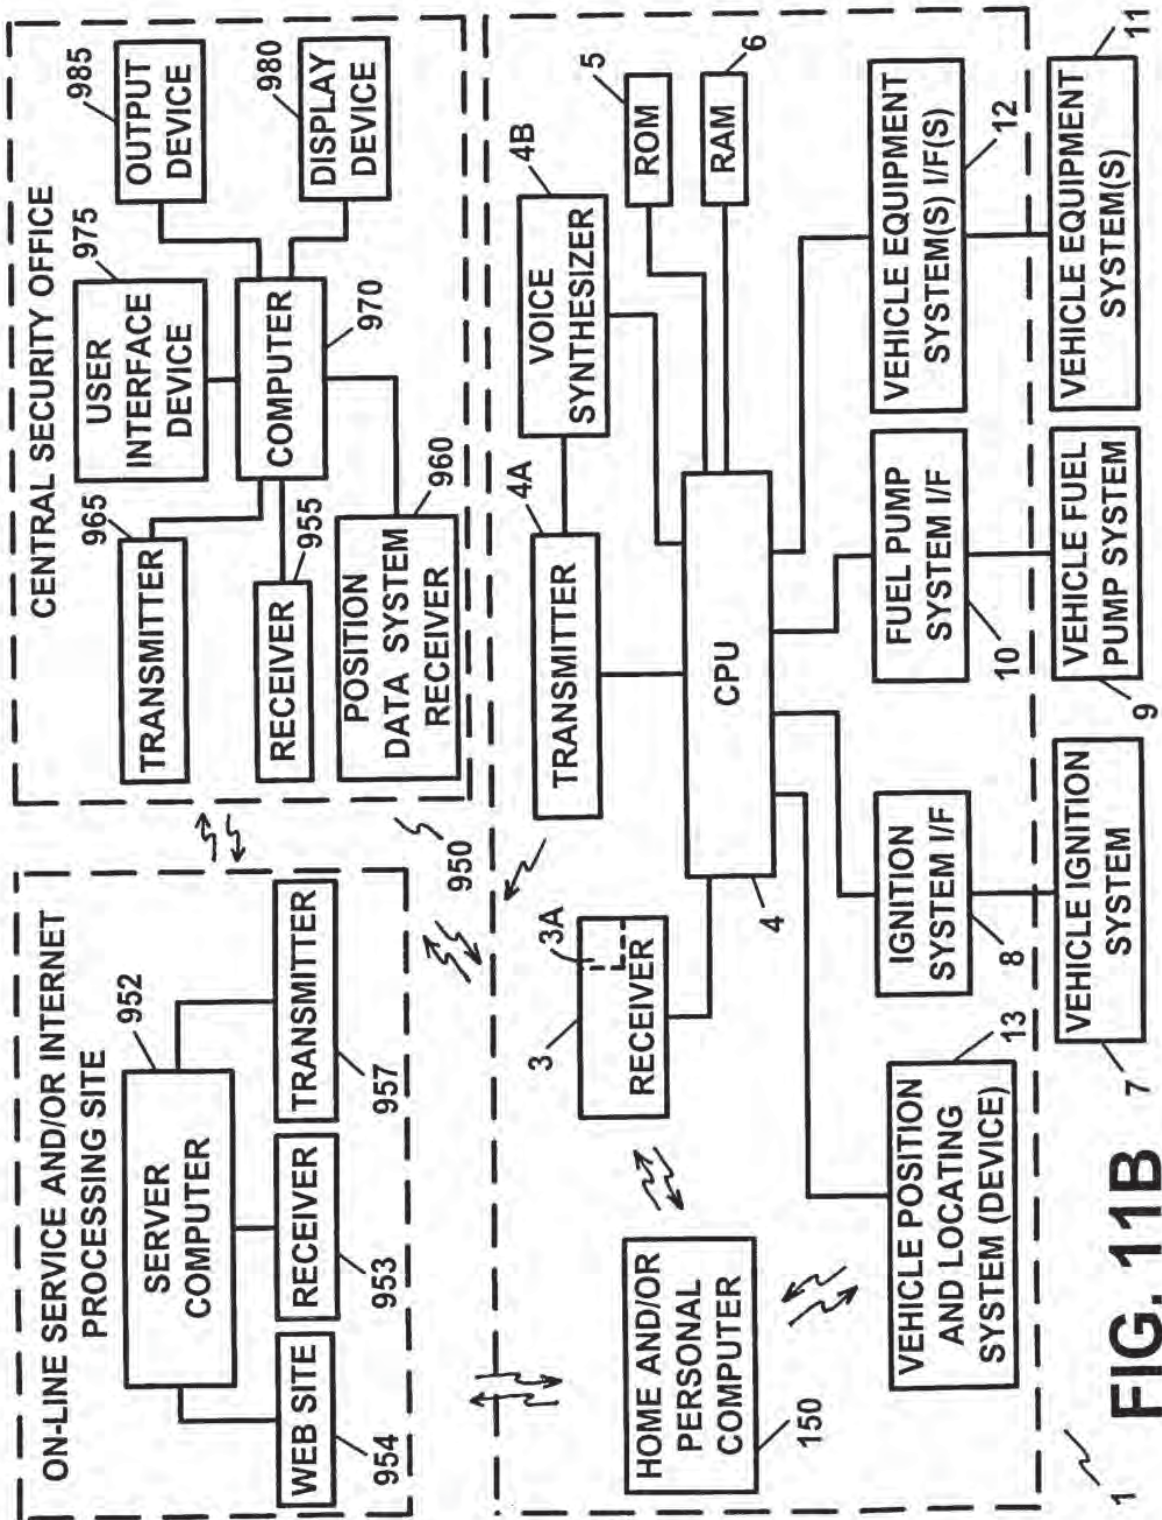 ON-LINE SERVICE AND/OR INTERNET
PROCESSING SITE
952
SERVER
COMPUTER
WEB SITE
RECEIVER
TRANSMITTER
954
953
957
CENTRAL SECURITY OFFICE
965
TRANSMITTER
975
USER
INTERFACE
DEVICE
985
OUTPUT
DEVICE
980
DISPLAY
DEVICE
COMPUTER
970
RECEIVER
955
POSITION
DATA SYSTEM
RECEIVER
960
950
3
3A
RECEIVER
4A
TRANSMITTER
4B
VOICE
SYNTHESIZER
5
ROM
RAM
6
CPU
4
HOME AND/OR
PERSONAL
COMPUTER
150
VEHICLE POSITION
AND LOCATING
SYSTEM (DEVICE)
13
IGNITION
SYSTEM I/F
8
FUEL PUMP
SYSTEM I/F
10
VEHICLE EQUIPMENT
SYSTEM(S) I/F(S)
12
VEHICLE IGNITION
SYSTEM
7
VEHICLE FUEL
PUMP SYSTEM
9
VEHICLE EQUIPMENT
SYSTEM(S)
11
1
FIG. 11B